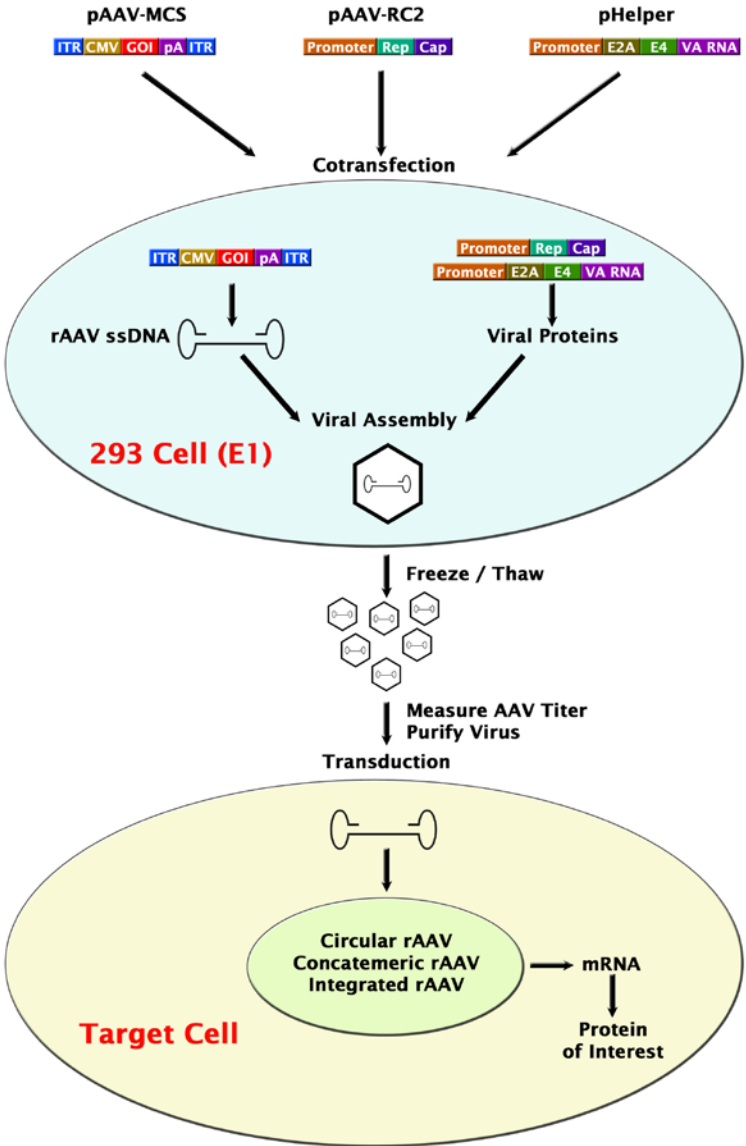 pAAV-MCS pAAV-RC2 pHelper
ITR CMV GOI pA ITR Promoter Rep Cap Promoter E2A E4 VA RNA
Cotransfection
Promoter Rep Cap
ITR CMV GOI pA ITR Promoter E2A E4 VA RNA
rAAV ssDNA Viral Proteins
Viral Assembly
293 Cell (E1)
Freeze / Thaw
Measure AAV Titer
Purify Virus
Transduction
Circular rAAV
Concatemeric rAAV mRNA
Integrated rAAV
Target Cell Protein
of Interest